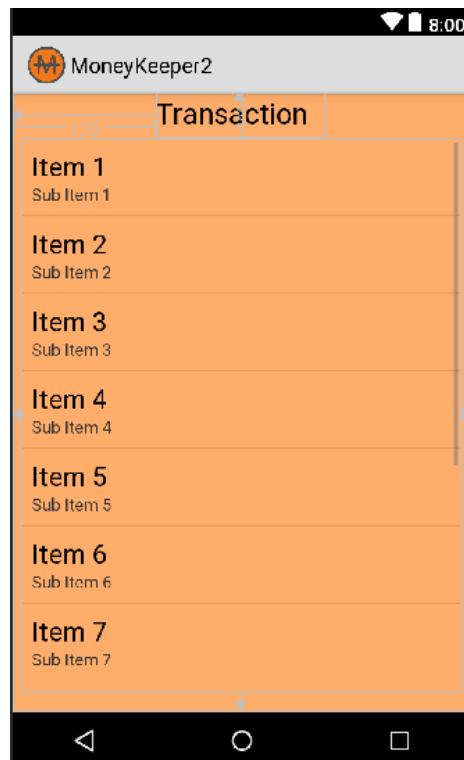 8:00
MoneyKeeper2
Transaction
Item 1
Sub Item 1
Item 2
Sub Item 2
Item 3
Sub Item 3
Item 4
Sub Item 4
Item 5
Sub Item 5
Item 6
Sub Item 6
Item 7
Sub Item 7